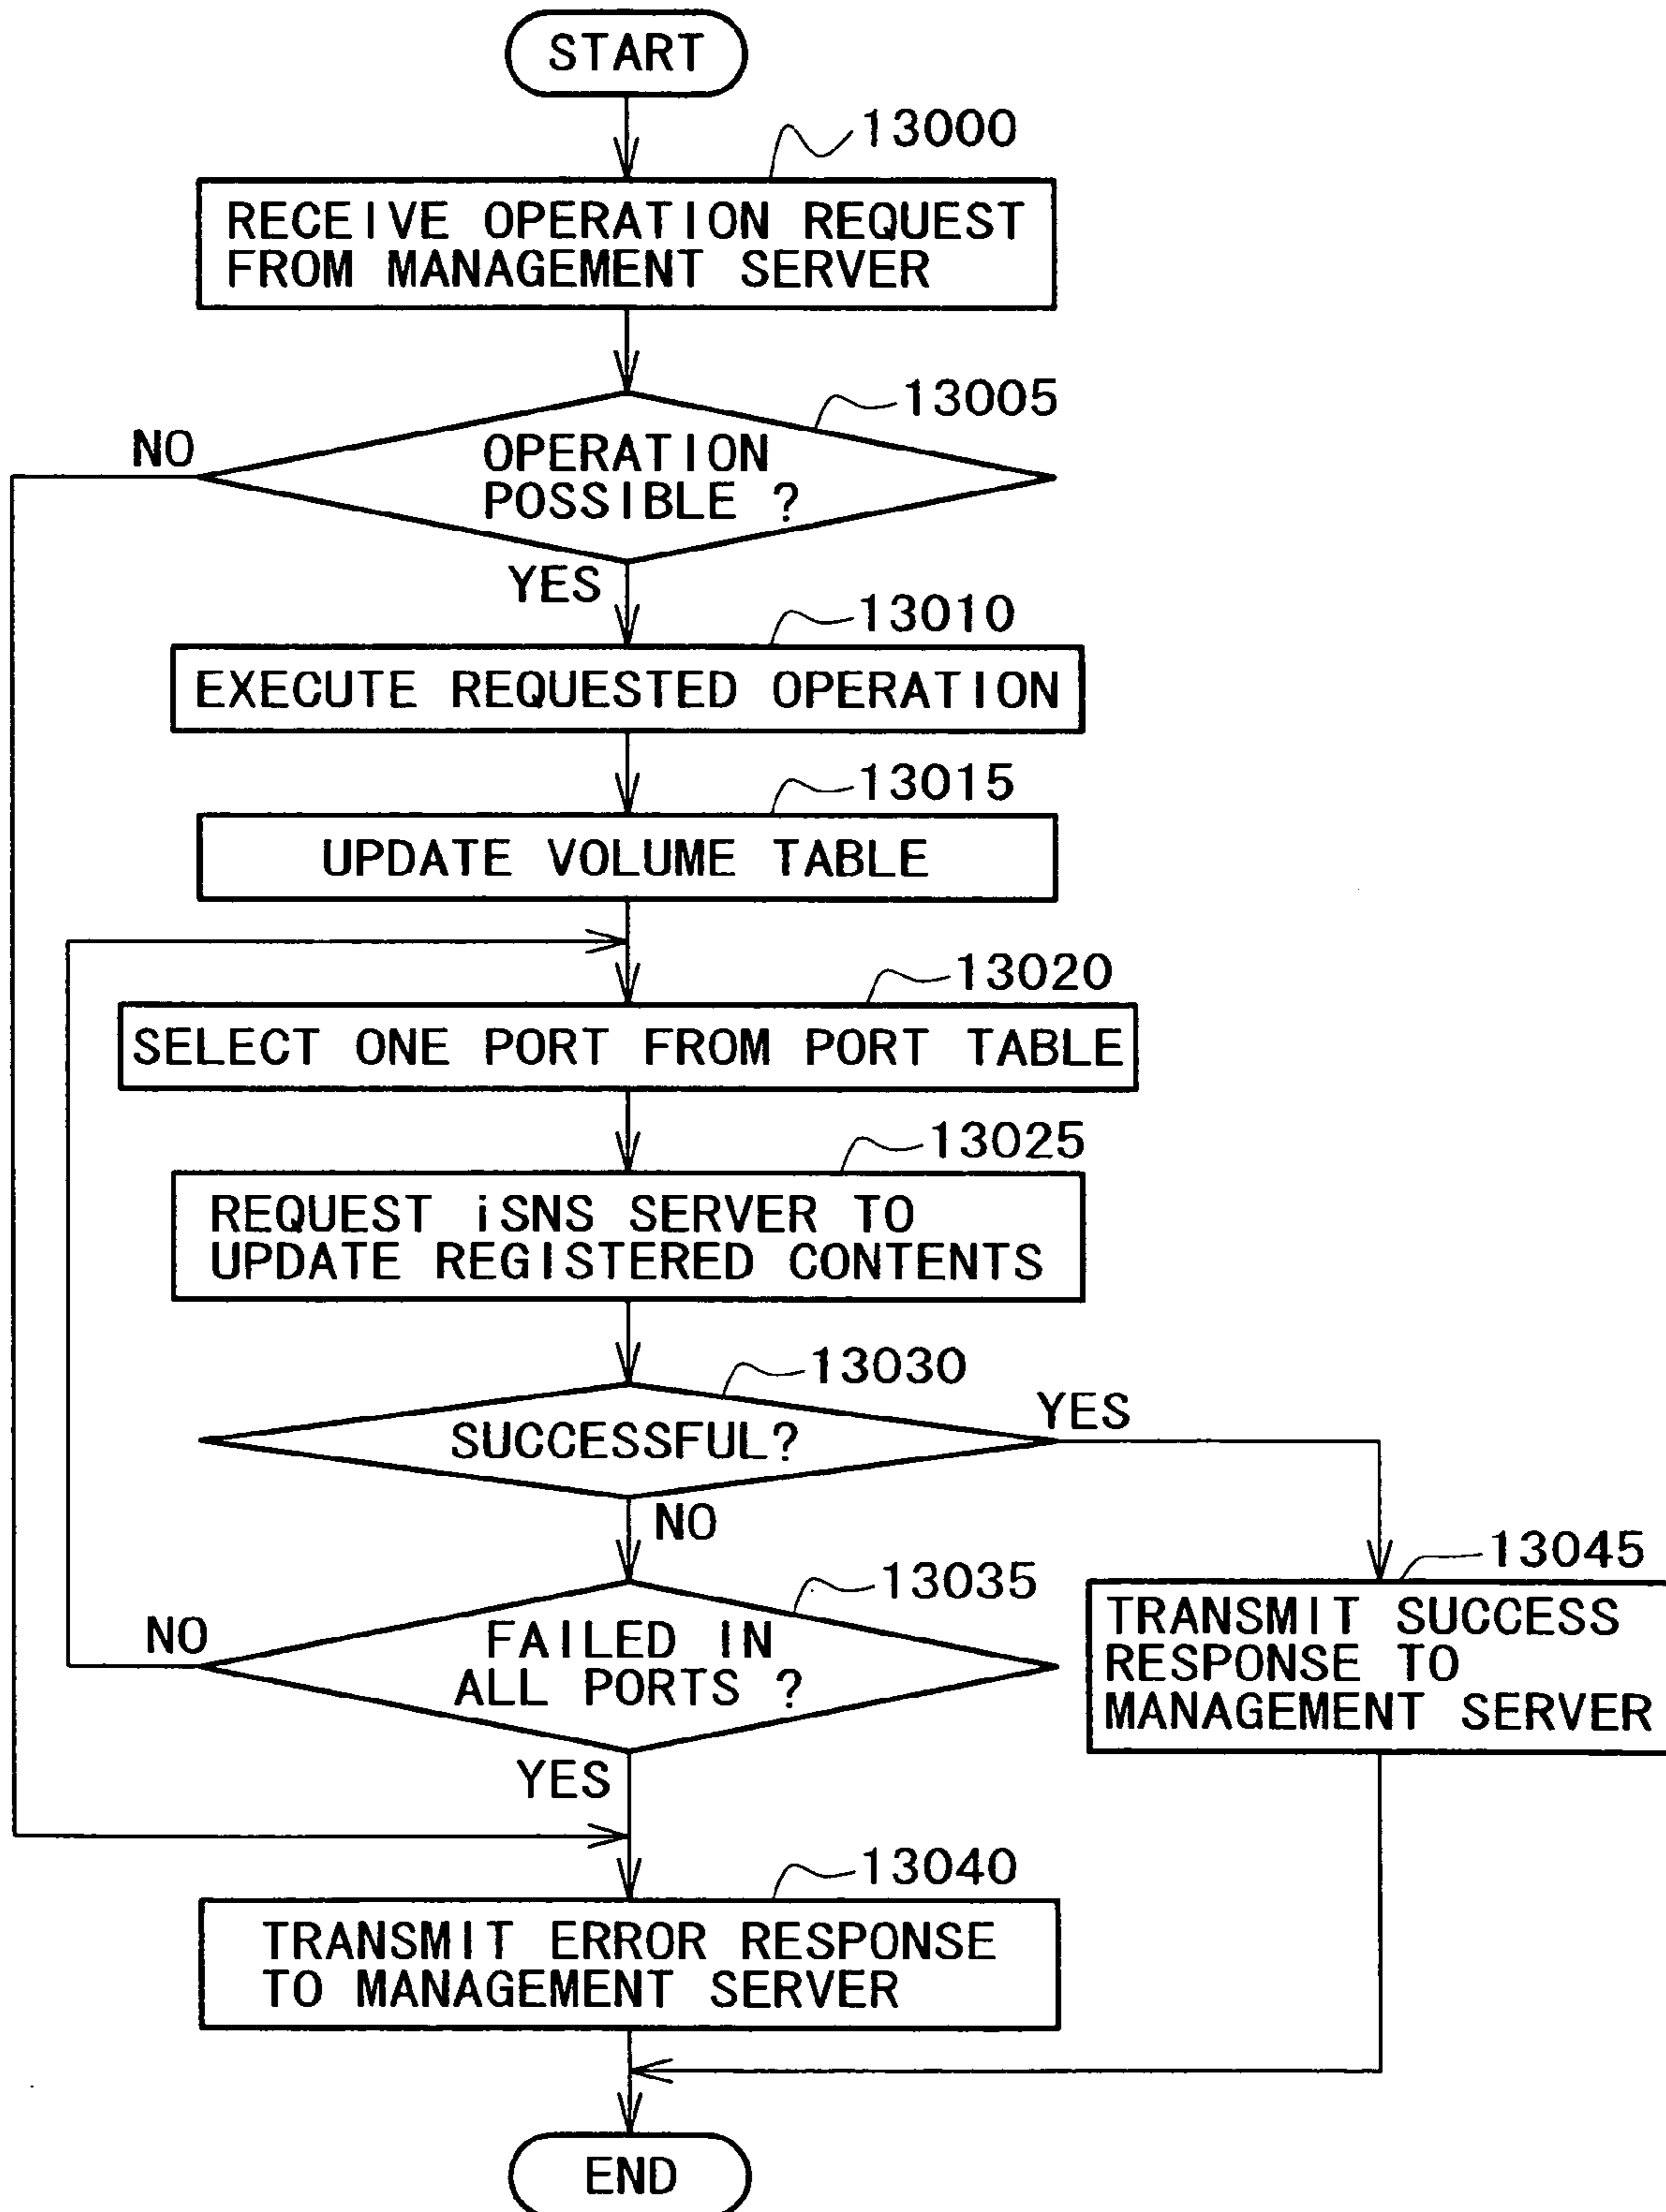 START
13000
RECEIVE OPERATION REQUEST
FROM MANAGEMENT SERVER
13005
NO
OPERATION
POSSIBLE ?
YES
13010
EXECUTE REQUESTED OPERATION
13015
UPDATE VOLUME TABLE
13020
SELECT ONE PORT FROM PORT TABLE
13025
REQUEST iSNS SERVER TO
UPDATE REGISTERED CONTENTS
13030
SUCCESSFUL?
YES
NO
13035
NO
FAILED IN
ALL PORTS ?
YES
13045
TRANSMIT SUCCESS
RESPONSE TO
MANAGEMENT SERVER
13040
TRANSMIT ERROR RESPONSE
TO MANAGEMENT SERVER
END